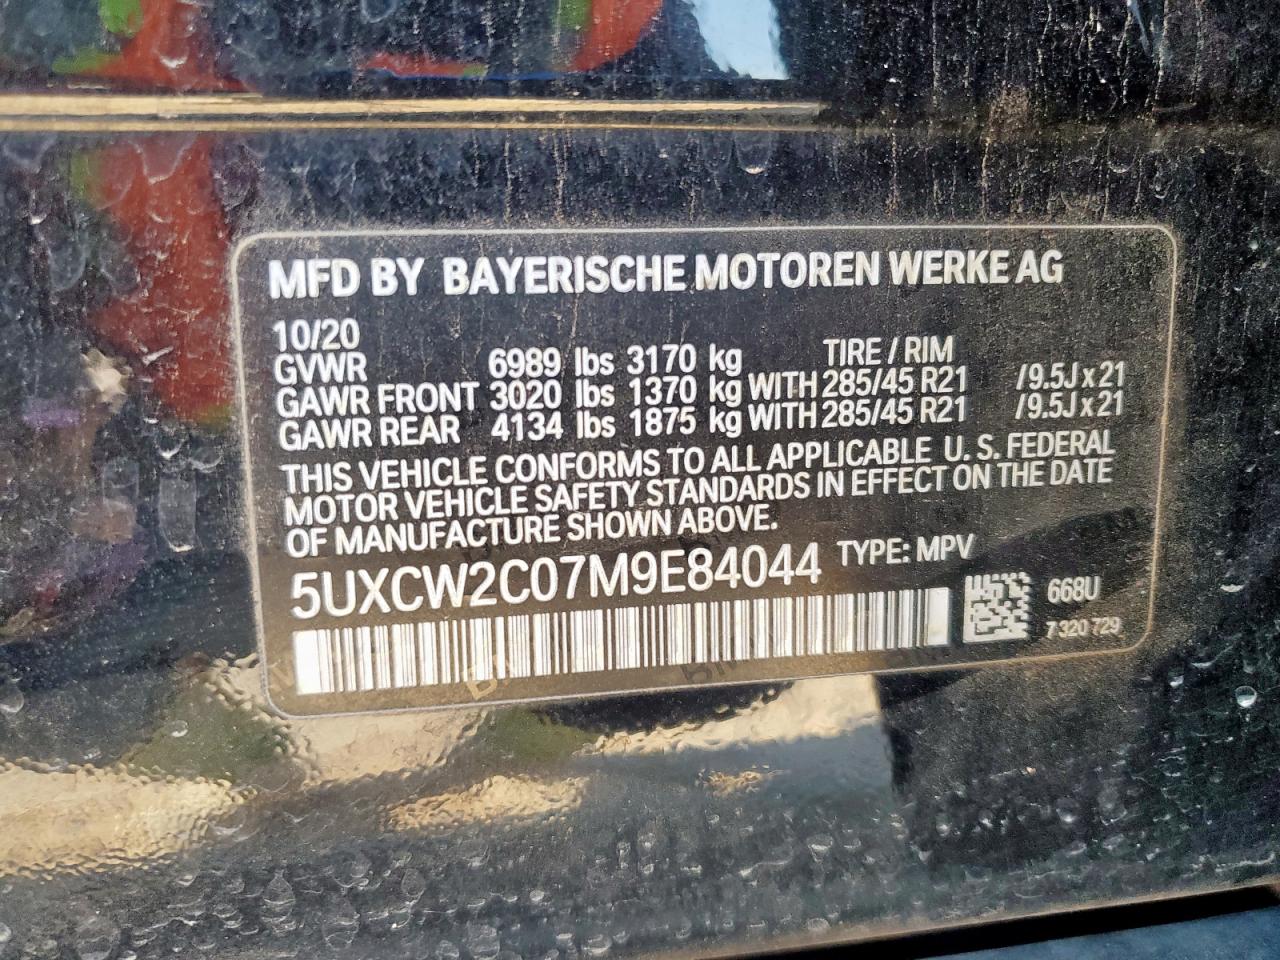 MFD BY BAYERISCHE MOTOREN WERKE AG
10/20
TIRE / RIM
GVWR 6989 lbs 3170 kg
GAWR FRONT 3020 lbs 1370 kg WITH 285/45 R21 /9.5J x 21
GAWR REAR 4134 lbs 1875 kg WITH 285/45 R21 /9.5J x 21
THIS VEHICLE CONFORMS TO ALL APPLICABLE U. S. FEDERAL
MOTOR VEHICLE SAFETY STANDARDS IN EFFECT ON THE DATE
OF MANUFACTURE SHOWN ABOVE.
5UXCW2C07M9E84044 TYPE: MPV
668U
7 320 729